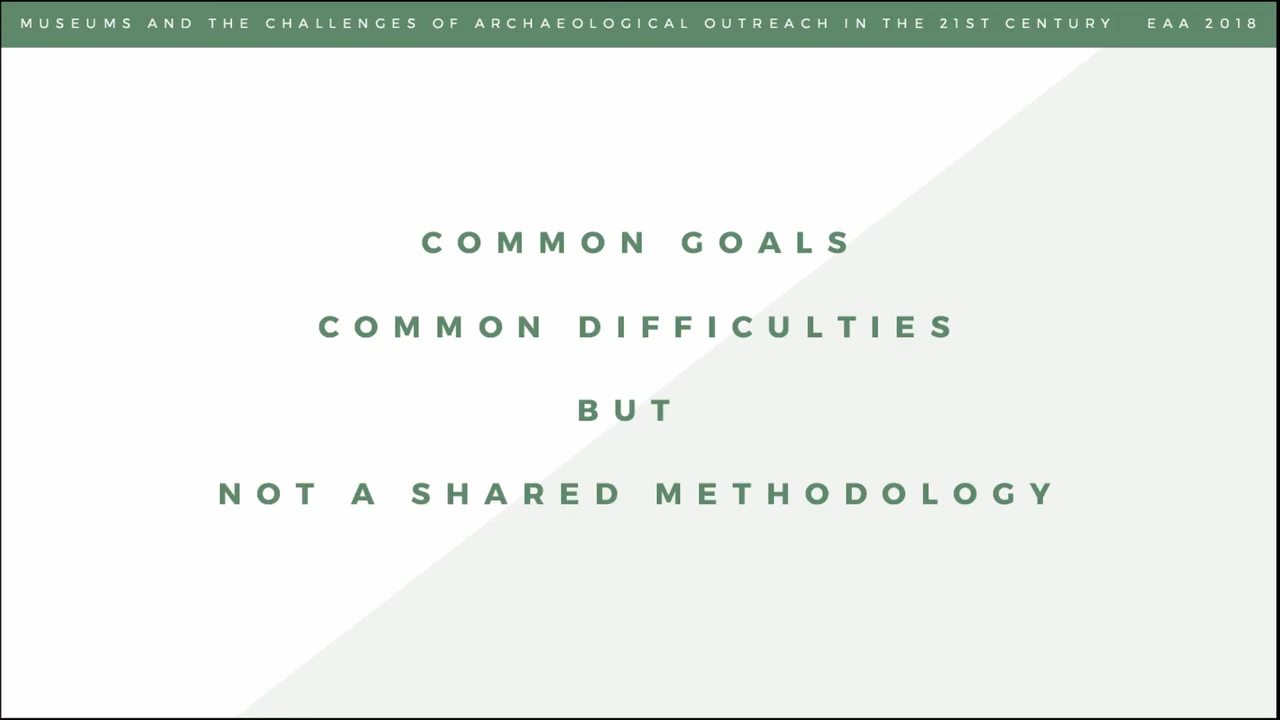 MUSEUMS AND THE CHALLENGES OF ARCHAEOLOGICAL OUTREACH IN THE 21ST CENTURY EAA 2018
COMMON GOALS
COMMON DIFFICULTIES
BUT
NOT A SHARED METHODOLOGY